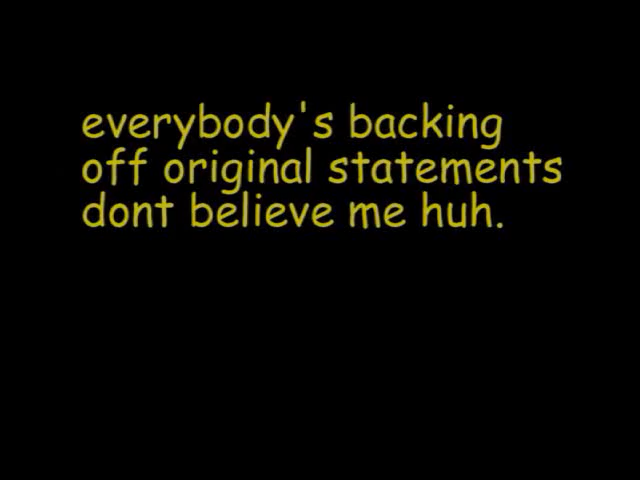 everybody's backing
off original statements
dont believe me huh.